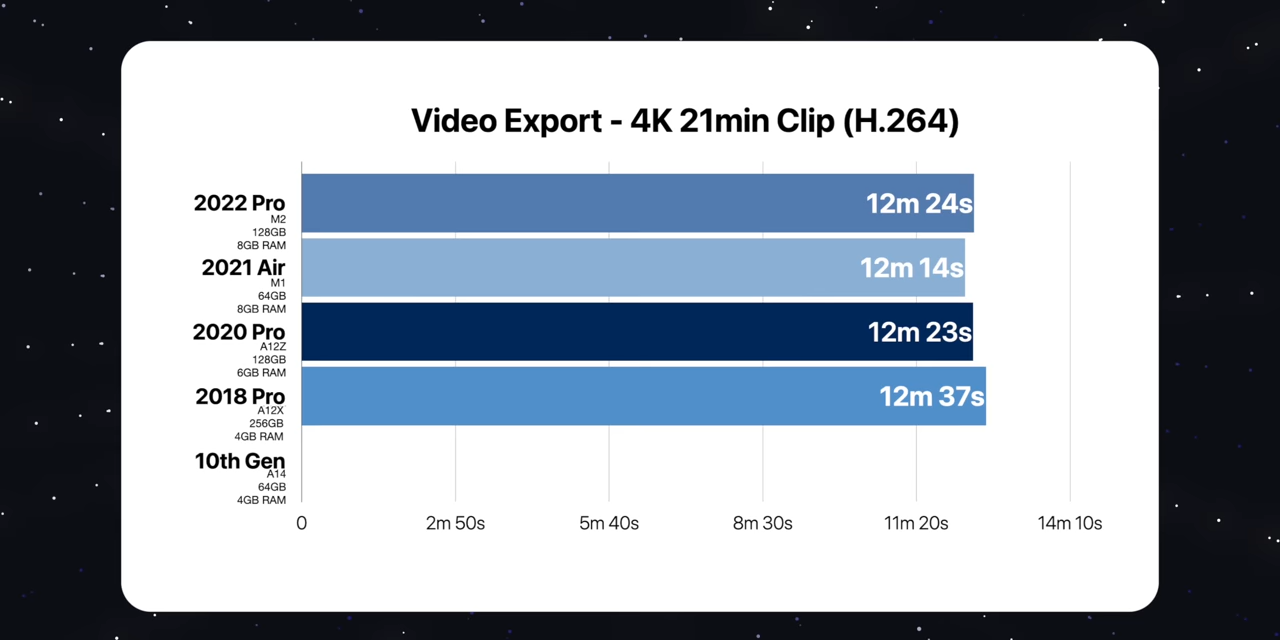 Video Export - 4K 21min Clip (H.264)
2022 Pro
M2
128GB
8GB RAM
12m 24s
2021 Air
M1
64GB
8GB RAM
12m 14s
2020 Pro
A12Z
128GB
6GB RAM
12m 23s
2018 Pro
A12X
256GB
4GB RAM
12m 37s
10th Gen
A14
64GB
4GB RAM
0 2m 50s 5m 40s 8m 30s 11m 20s 14m 10s